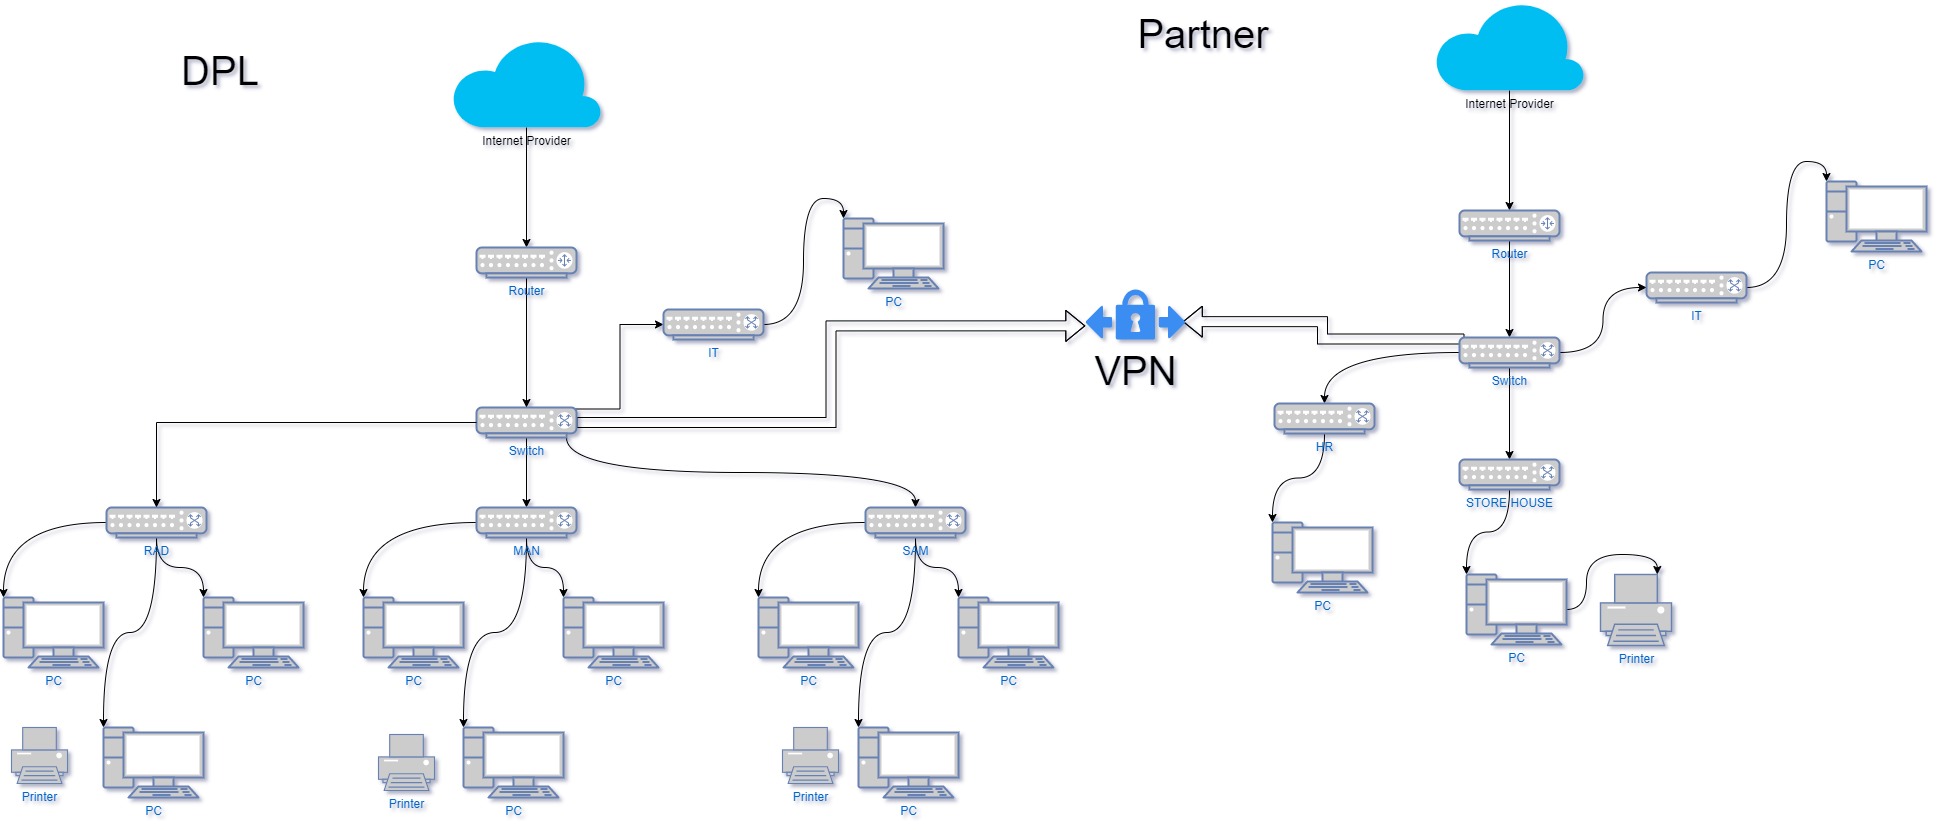 DPL
Internet Provider
Router
IT
PC
Switch
RAD
MAN
SAM
PC
PC
PC
PC
PC
PC
Printer
PC
Printer
PC
Printer
PC
VPN
Partner
Internet Provider
Router
PC
IT
Switch
HR
STORE HOUSE
PC
PC
Printer